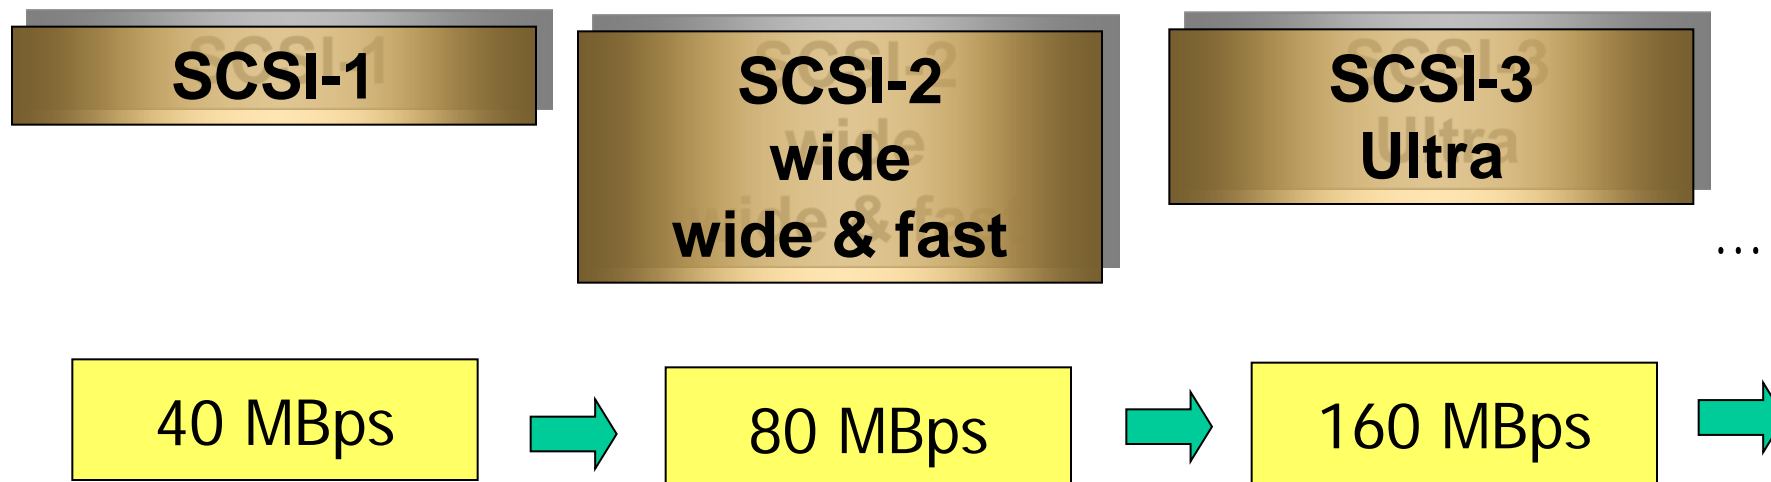 SCSI-1
SCSI-2
wide
wide & fast
SCSI-3
Ultra
...
40 MBps
80 MBps
160 MBps